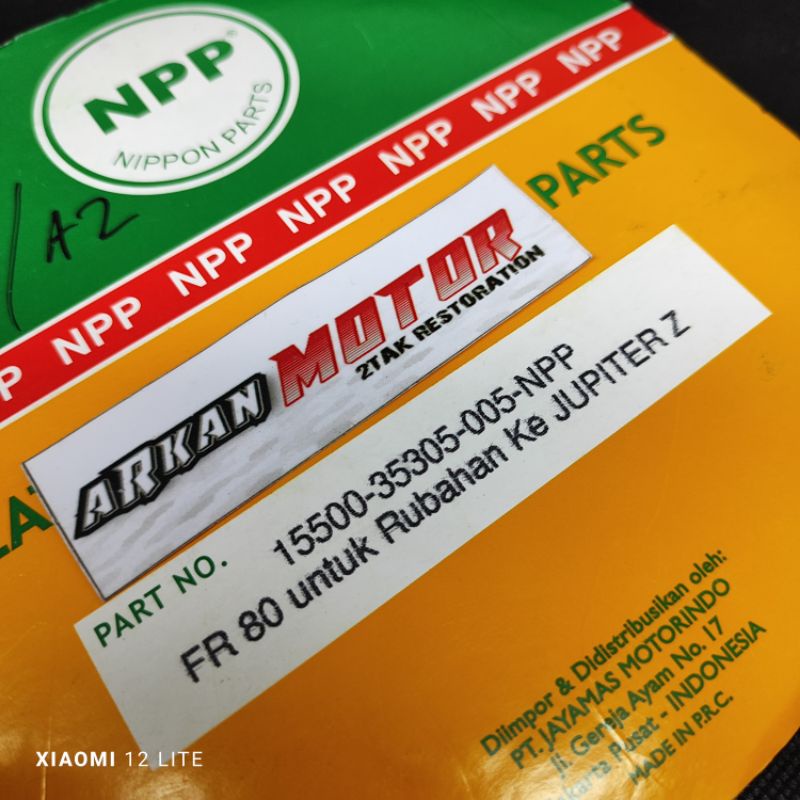 NPP®
NIPPON PARTS
/A2
NPP NPP NPP NPP NPP NPP
PARTS
ARKAN MOTOR
2TAK RESTORATION
PART NO. 15500-35305-005-NPP
FR 80 untuk Rubahan Ke JUPITER Z
Diimpor & Didistribusikan oleh:
PT. JAYAMAS MOTORINDO
Jl. Gereja Ayam No. 17
Pusat - INDONESIA
MADE IN P.R.C.
XIAOMI 12 LITE